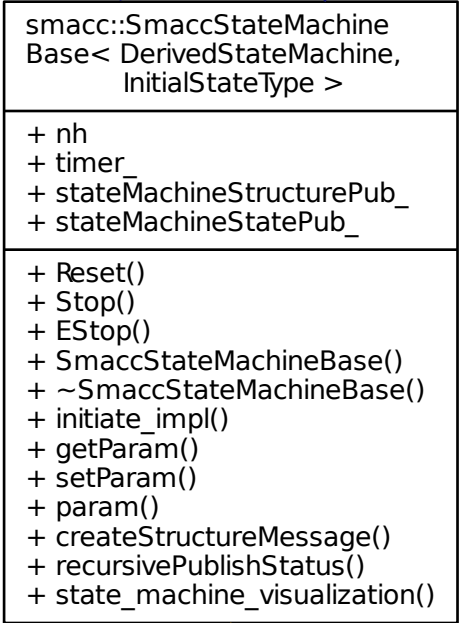 smacc::SmaccStateMachine
Base< DerivedStateMachine,
InitialStateType >
+ nh
+ timer_
+ stateMachineStructurePub_
+ stateMachineStatePub_
+ Reset()
+ Stop()
+ EStop()
+ SmaccStateMachineBase()
+ ~SmaccStateMachineBase()
+ initiate_impl()
+ getParam()
+ setParam()
+ param()
+ createStructureMessage()
+ recursivePublishStatus()
+ state_machine_visualization()